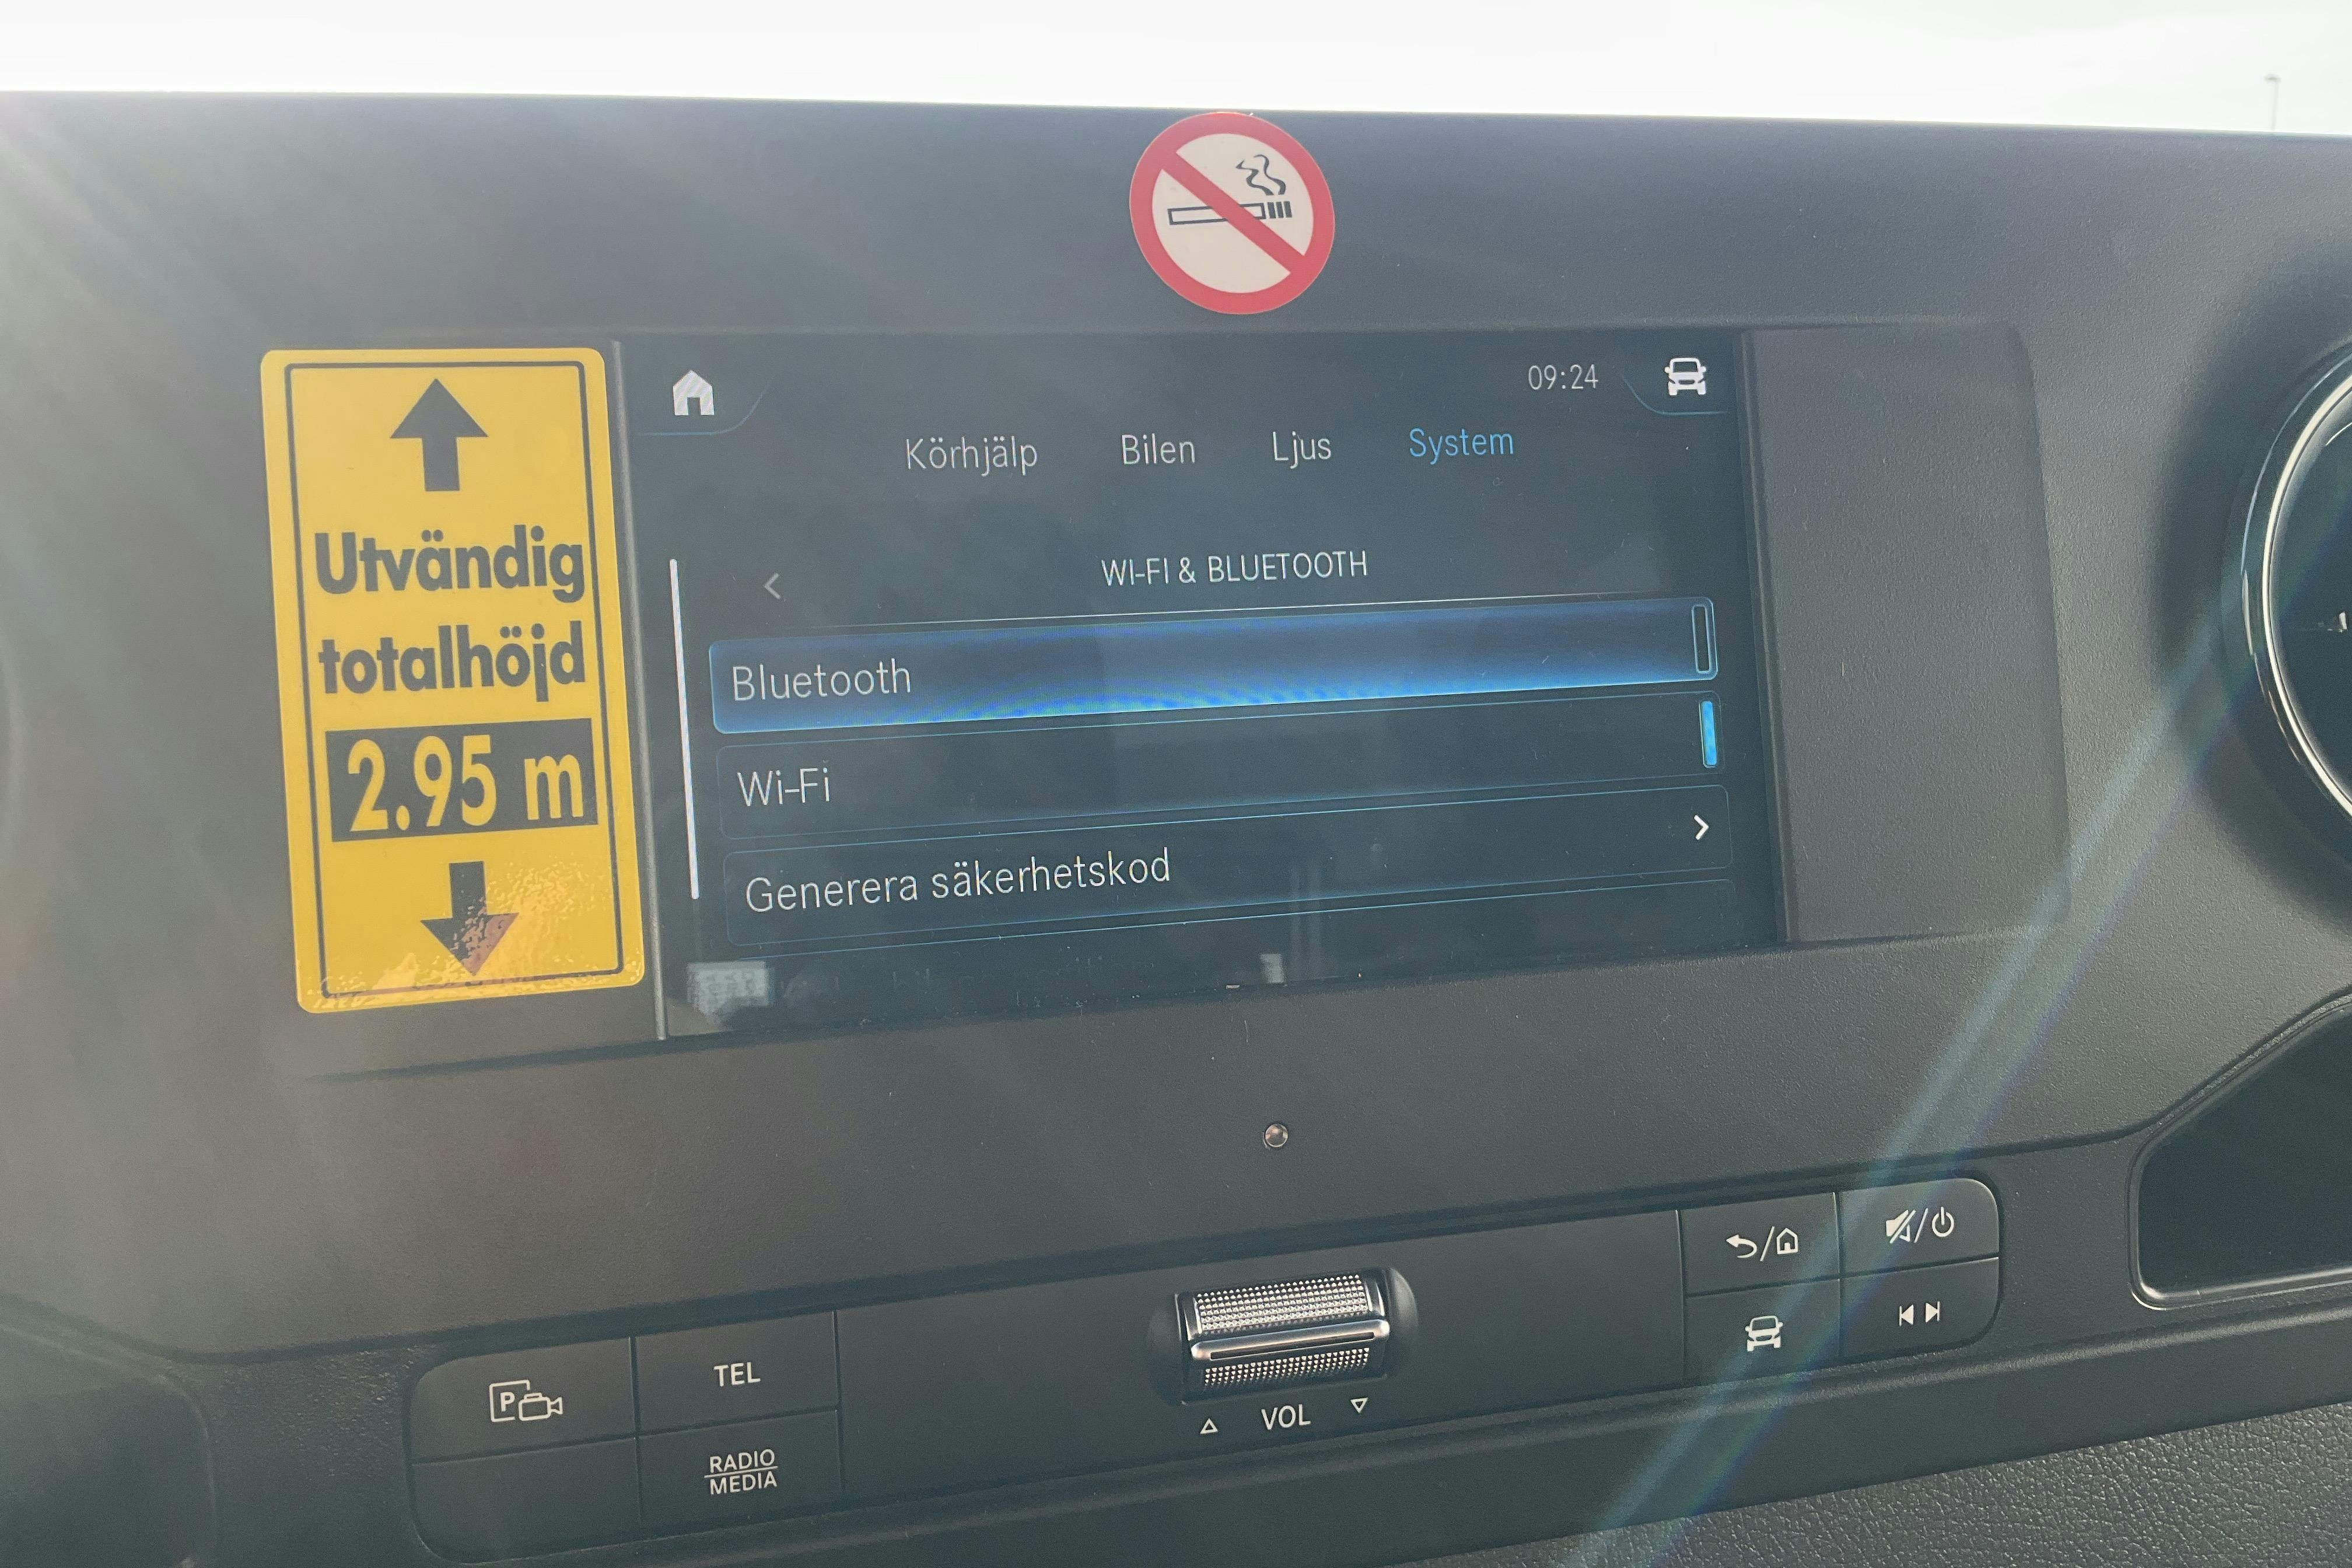 Utvändig
totalhöjd
2.95 m
09:24
Körhjälp Bilen Ljus System
WI-FI & BLUETOOTH
Bluetooth
Wi-Fi
Generera säkerhetskod
P
TEL
RADIO
MEDIA
VOL